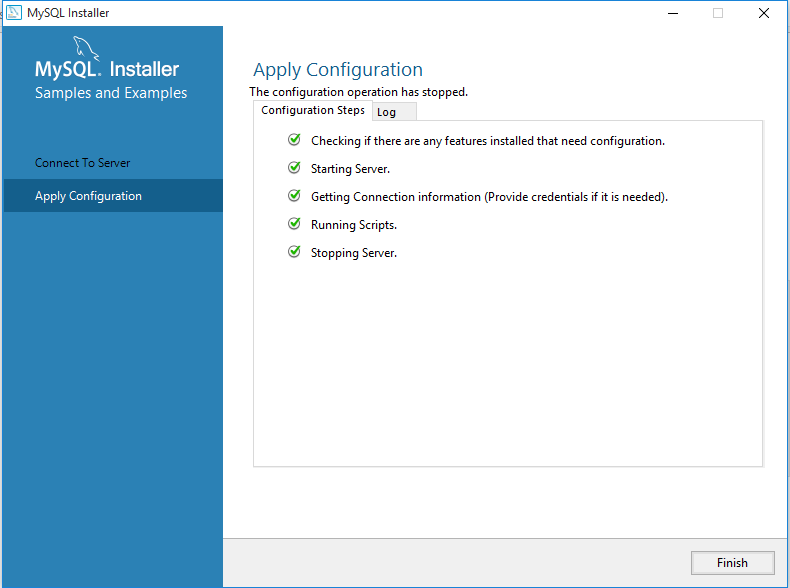 MySQL Installer
MySQL. Installer
Samples and Examples
Connect To Server
Apply Configuration
Apply Configuration
The configuration operation has stopped.
Configuration Steps
Log
Checking if there are any features installed that need configuration.
Starting Server.
Getting Connection information (Provide credentials if it is needed).
Running Scripts.
Stopping Server.
Finish